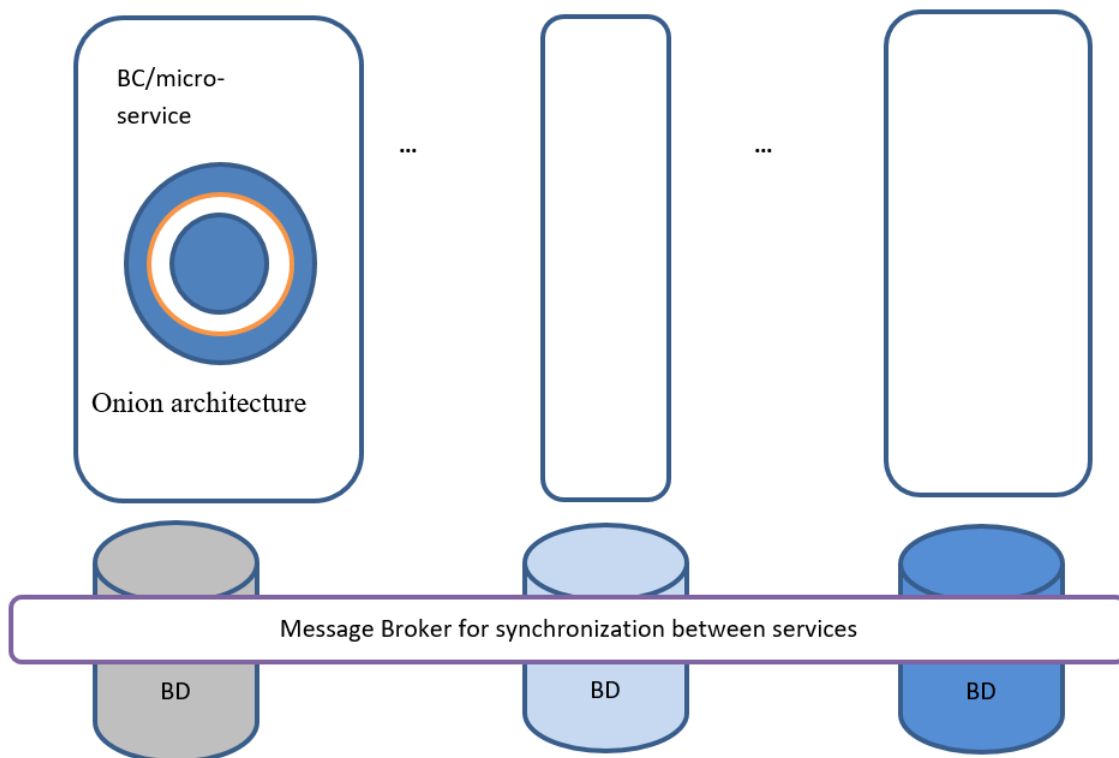 BC/micro-
service
...
...
Onion architecture
Message Broker for synchronization between services
BD
BD
BD